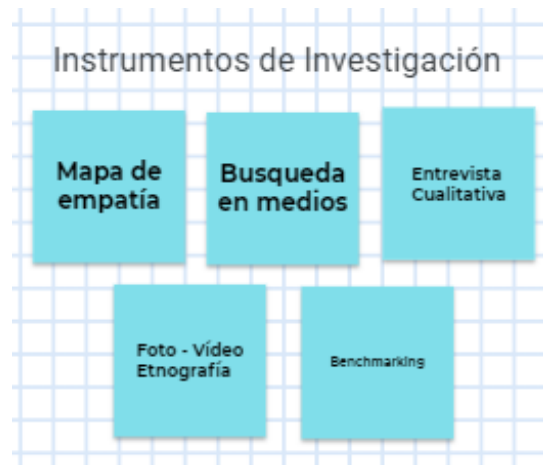 Instrumentos de Investigación
Mapa de
empatía
Busqueda
en medios
Entrevista
Cualitativa
Foto - Vídeo
Etnografía
Benchmarking